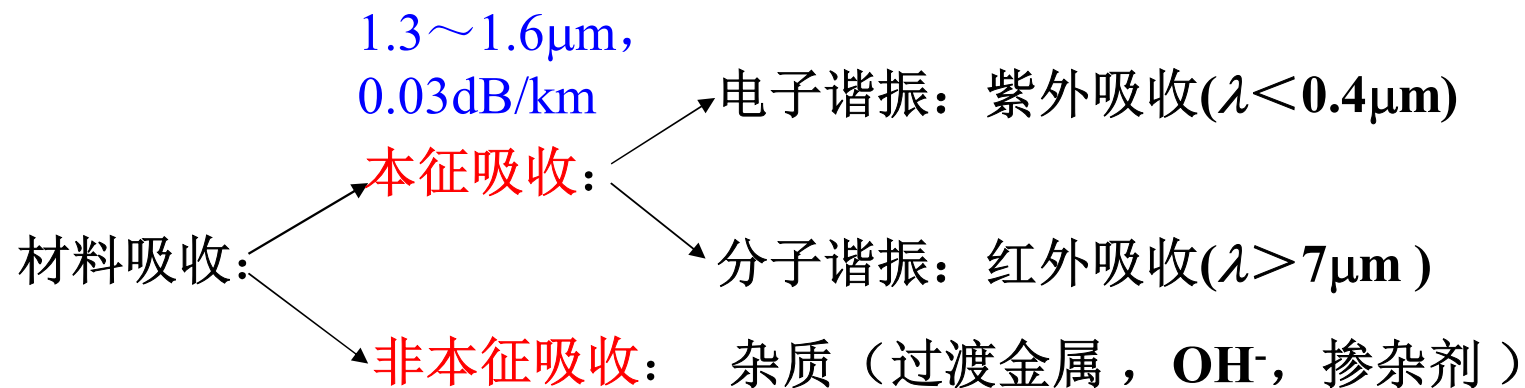 1.3～1.6μm，
0.03dB/km
电子谐振：紫外吸收(λ＜0.4μm)
本征吸收：
材料吸收：
分子谐振：红外吸收(λ＞7μm )
非本征吸收： 杂质（过渡金属 ，OH-，掺杂剂 ）